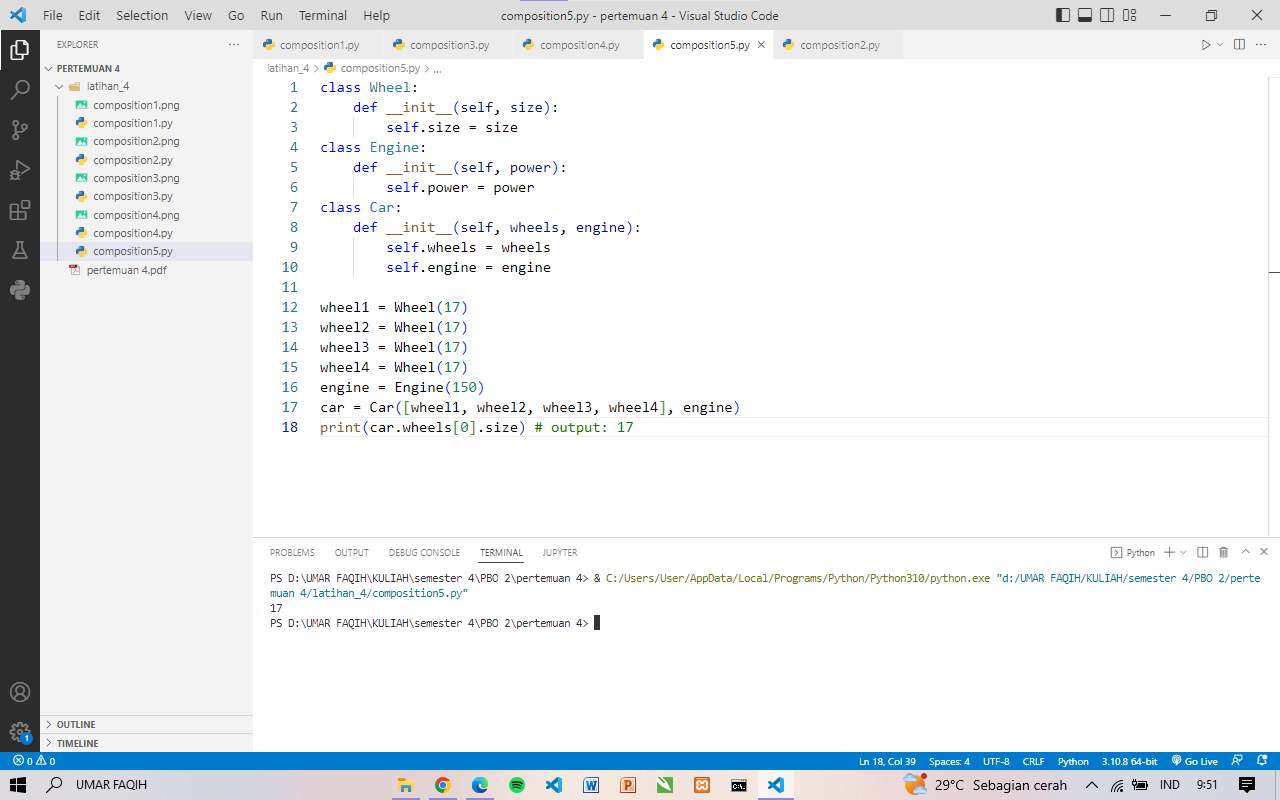 File Edit Selection View Go Run Terminal Help composition5.py - pertemuan 4 - Visual Studio Code
EXPLORER ···
PERTEMUAN 4
latihan_4
composition1.png
composition1.py
composition2.png
composition2.py
composition3.png
composition3.py
composition4.png
composition4.py
composition5.py
pertemuan 4.pdf
OUTLINE
TIMELINE
composition1.py composition3.py composition4.py composition5.py composition2.py
latihan_4 > composition5.py > ...
1 class Wheel:
2     def __init__(self, size):
3         self.size = size
4 class Engine:
5     def __init__(self, power):
6         self.power = power
7 class Car:
8     def __init__(self, wheels, engine):
9         self.wheels = wheels
10         self.engine = engine
11
12 wheel1 = Wheel(17)
13 wheel2 = Wheel(17)
14 wheel3 = Wheel(17)
15 wheel4 = Wheel(17)
16 engine = Engine(150)
17 car = Car([wheel1, wheel2, wheel3, wheel4], engine)
18 print(car.wheels[0].size) # output: 17
PROBLEMS OUTPUT DEBUG CONSOLE TERMINAL JUPYTER Python
PS D:\UMAR FAQIH\KULIAH\semester 4\PBO 2\pertemuan 4> & C:/Users/User/AppData/Local/Programs/Python/Python310/python.exe "d:/UMAR FAQIH/KULIAH/semester 4/PBO 2/perte
muan 4/latihan_4/composition5.py"
17
PS D:\UMAR FAQIH\KULIAH\semester 4\PBO 2\pertemuan 4>
1
0 0 Ln 18, Col 39 Spaces: 4 UTF-8 CRLF Python 3.10.8 64-bit Go Live
UMAR FAQIH 29°C Sebagian cerah IND 9:51